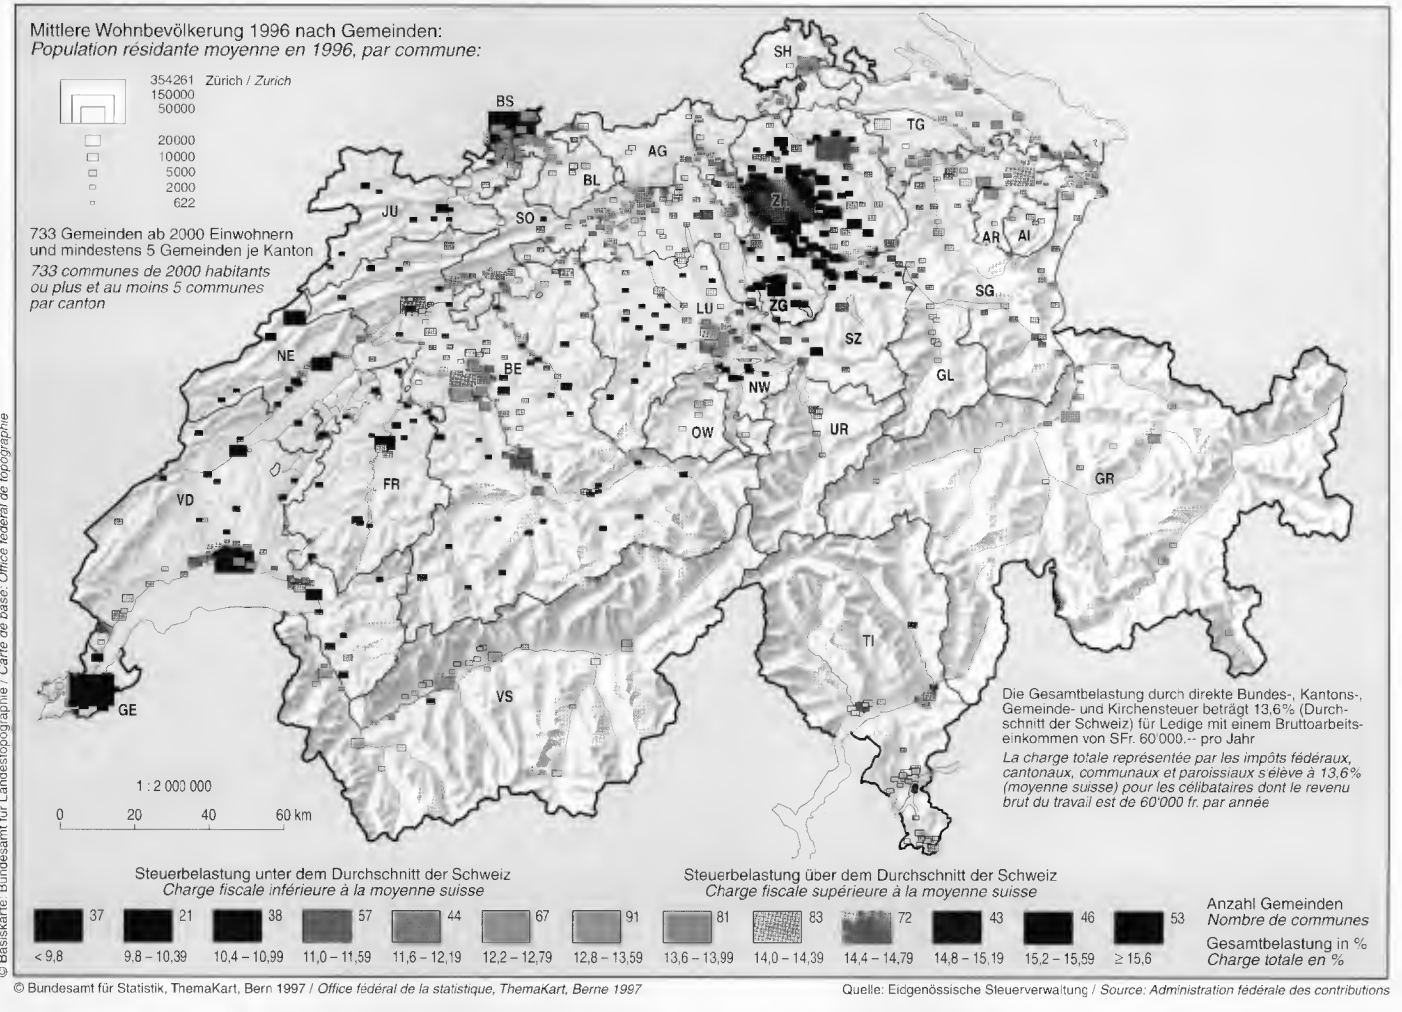 Mittlere Wohnbevölkerung 1996 nach Gemeinden:
Population résidante moyenne en 1996, par commune:
354261 Zürich / Zurich
150000
50000
20000
10000
5000
2000
622
733 Gemeinden ab 2000 Einwohnern
und mindestens 5 Gemeinden je Kanton
733 communes de 2000 habitants
ou plus et au moins 5 communes
par canton
SH
BS
TG
AG
BL
ZH
JU
SO
AR
AI
SG
LU
ZG
SZ
NE
BE
GL
NW
OW
UR
FR
GR
VD
TI
VS
GE
Die Gesamtbelastung durch direkte Bundes-, Kantons-,
Gemeinde- und Kirchensteuer beträgt 13,6% (Durch-
schnitt der Schweiz) für Ledige mit einem Bruttoarbeits-
einkommen von SFr. 60'000.-- pro Jahr
La charge totale représentée par les impôts fédéraux,
cantonaux, communaux et paroissiaux s'élève à 13,6%
(moyenne suisse) pour les célibataires dont le revenu
brut du travail est de 60'000 fr. par année
1 : 2 000 000
0 20 40 60 km
Steuerbelastung unter dem Durchschnitt der Schweiz
Charge fiscale inférieure à la moyenne suisse
Steuerbelastung über dem Durchschnitt der Schweiz
Charge fiscale supérieure à la moyenne suisse
37 21 38 57 44 67 91 81 83 72 43 46 53
Anzahl Gemeinden
Nombre de communes
< 9,8 9,8 – 10,39 10,4 – 10,99 11,0 – 11,59 11,6 – 12,19 12,2 – 12,79 12,8 – 13,59 13,6 – 13,99 14,0 – 14,39 14,4 – 14,79 14,8 – 15,19 15,2 – 15,59 ≥ 15,6
Gesamtbelastung in %
Charge totale en %
© Basiskarte: Bundesamt für Landestopographie / Carte de base: Office fédéral de topographie
© Bundesamt für Statistik, ThemaKart, Bern 1997 / Office fédéral de la statistique, ThemaKart, Berne 1997
Quelle: Eidgenössische Steuerverwaltung / Source: Administration fédérale des contributions